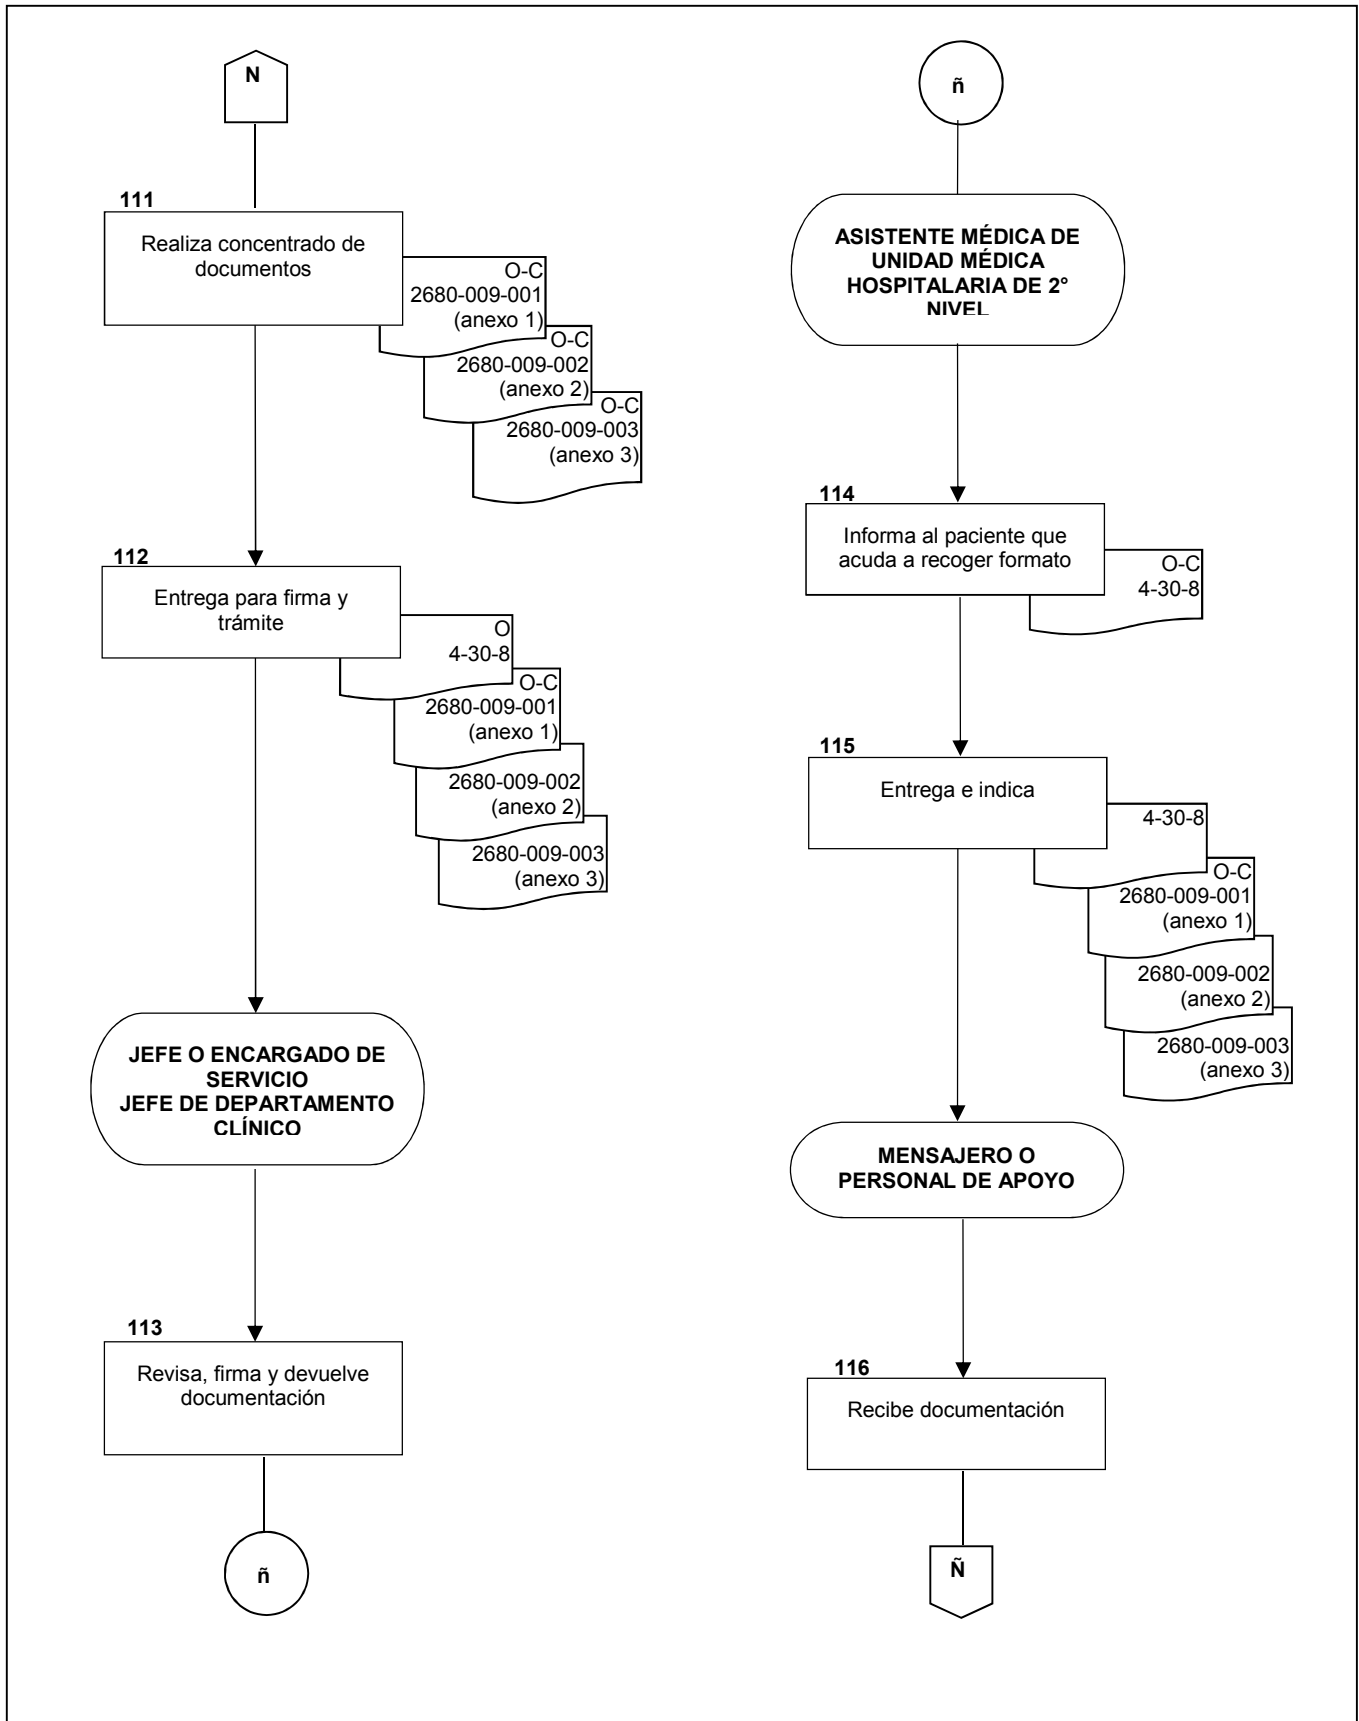 N
111
Realiza concentrado de
documentos
O-C
2680-009-001
(anexo 1)
O-C
2680-009-002
(anexo 2)
O-C
2680-009-003
(anexo 3)
112
Entrega para firma y
trámite
O
4-30-8
O-C
2680-009-001
(anexo 1)
2680-009-002
(anexo 2)
2680-009-003
(anexo 3)
JEFE O ENCARGADO DE
SERVICIO
JEFE DE DEPARTAMENTO
CLÍNICO
113
Revisa, firma y devuelve
documentación
ñ
ñ
ASISTENTE MÉDICA DE
UNIDAD MÉDICA
HOSPITALARIA DE 2°
NIVEL
114
Informa al paciente que
acuda a recoger formato
O-C
4-30-8
115
Entrega e indica
4-30-8
O-C
2680-009-001
(anexo 1)
2680-009-002
(anexo 2)
2680-009-003
(anexo 3)
MENSAJERO O
PERSONAL DE APOYO
116
Recibe documentación
Ñ